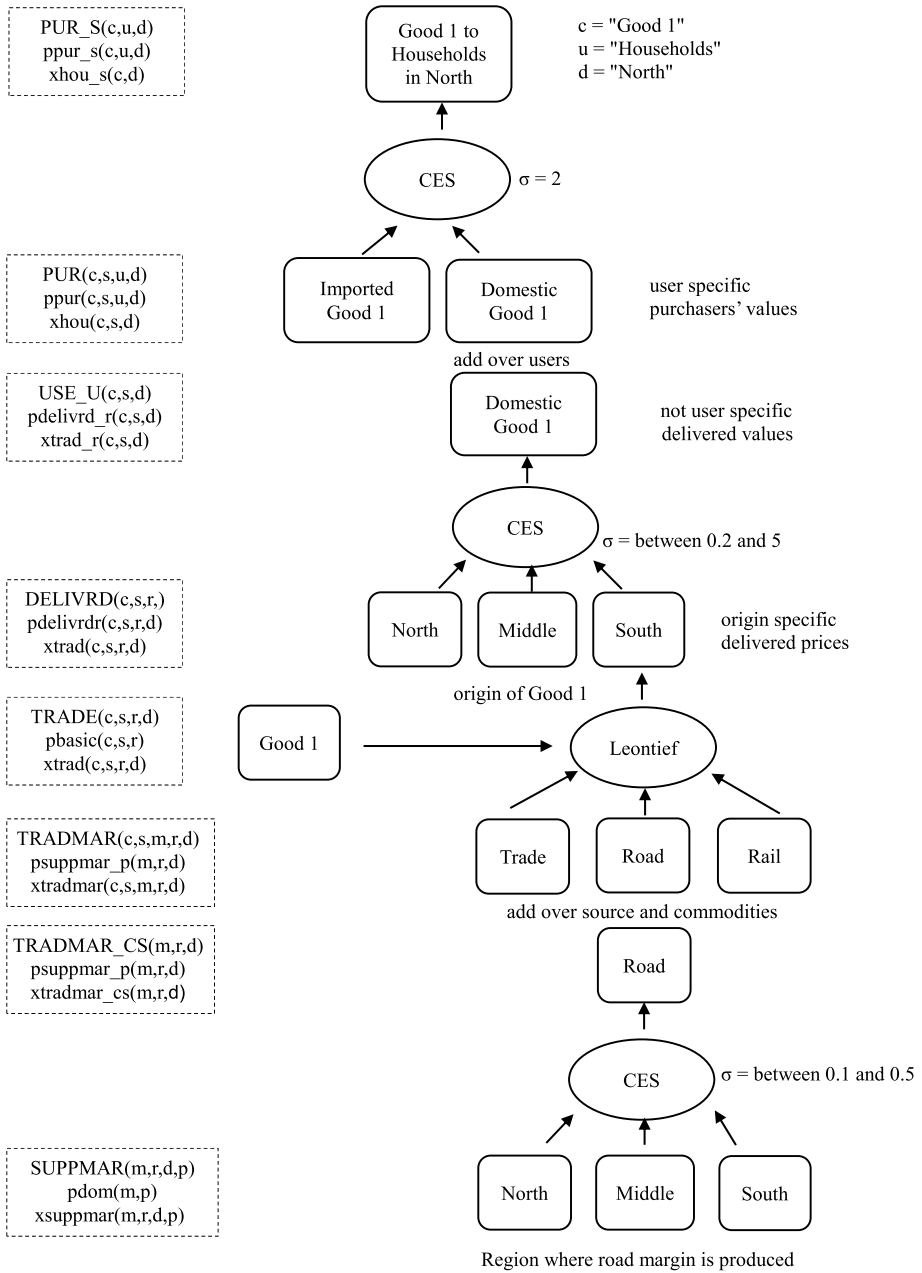 PUR_S(c,u,d)
ppur_s(c,u,d)
xhou_s(c,d)
Good 1 to
Households
in North
c = "Good 1"
u = "Households"
d = "North"
CES
σ = 2
PUR(c,s,u,d)
ppur(c,s,u,d)
xhou(c,s,d)
Imported
Good 1
Domestic
Good 1
user specific
purchasers’ values
add over users
USE_U(c,s,d)
pdelivrd_r(c,s,d)
xtrad_r(c,s,d)
Domestic
Good 1
not user specific
delivered values
CES
σ = between 0.2 and 5
DELIVRD(c,s,r,)
pdelivrdr(c,s,r,d)
xtrad(c,s,r,d)
North
Middle
South
origin specific
delivered prices
origin of Good 1
TRADE(c,s,r,d)
pbasic(c,s,r)
xtrad(c,s,r,d)
Good 1
Leontief
TRADMAR(c,s,m,r,d)
psuppmar_p(m,r,d)
xtradmar(c,s,m,r,d)
Trade
Road
Rail
add over source and commodities
TRADMAR_CS(m,r,d)
psuppmar_p(m,r,d)
xtradmar_cs(m,r,d)
Road
CES
σ = between 0.1 and 0.5
SUPPMAR(m,r,d,p)
pdom(m,p)
xsuppmar(m,r,d,p)
North
Middle
South
Region where road margin is produced